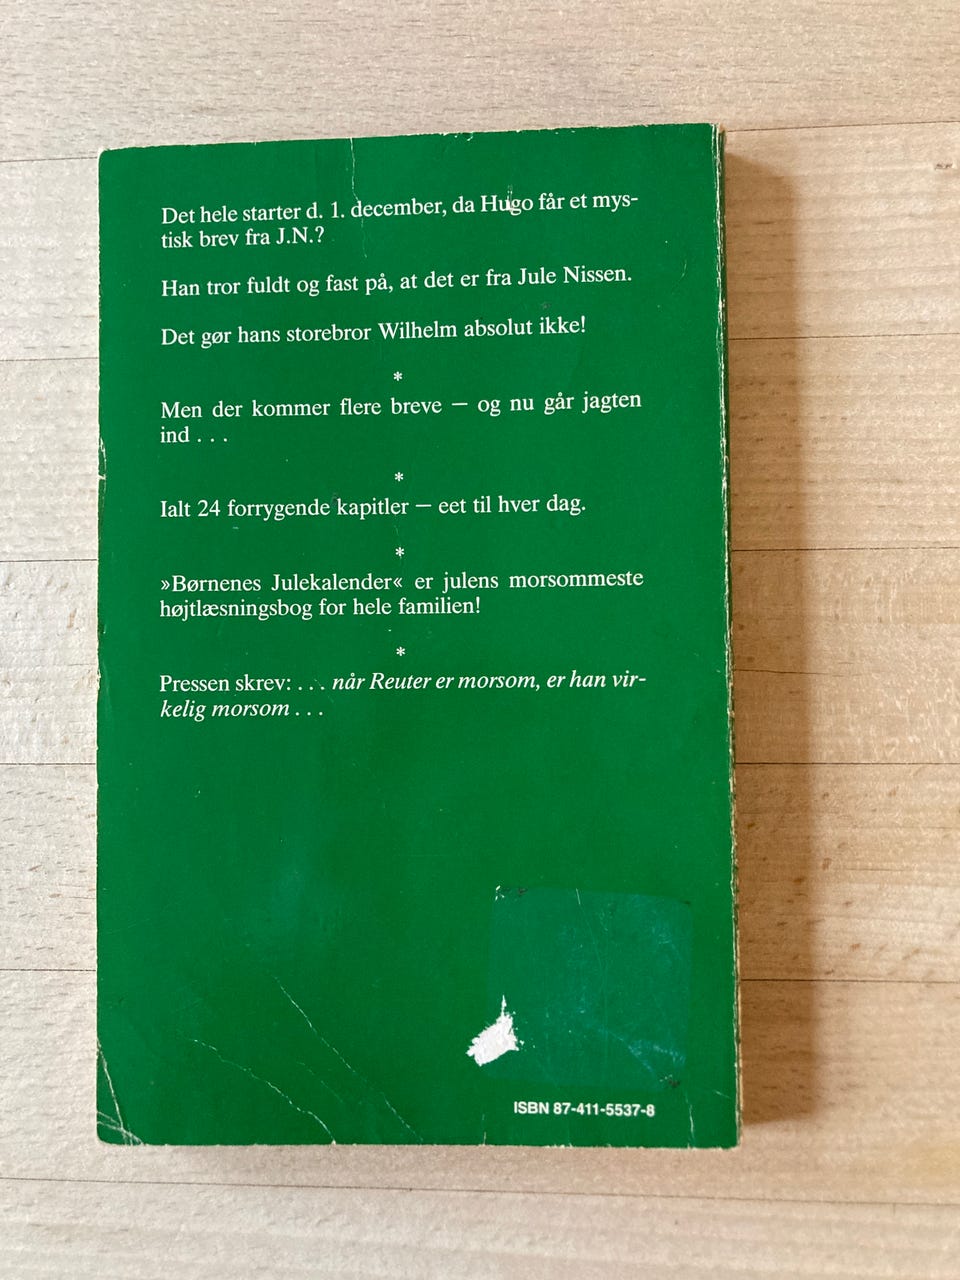 Det hele starter d. 1. december, da Hugo får et mys-
tisk brev fra J.N.?
Han tror fuldt og fast på, at det er fra Jule Nissen.
Det gør hans storebror Wilhelm absolut ikke!
*
Men der kommer flere breve — og nu går jagten
ind . . .
*
Ialt 24 forrygende kapitler — eet til hver dag.
*
»Børnenes Julekalender« er julens morsommeste
højtlæsningsbog for hele familien!
*
Pressen skrev: . . . når Reuter er morsom, er han vir-
kelig morsom . . .
ISBN 87-411-5537-8